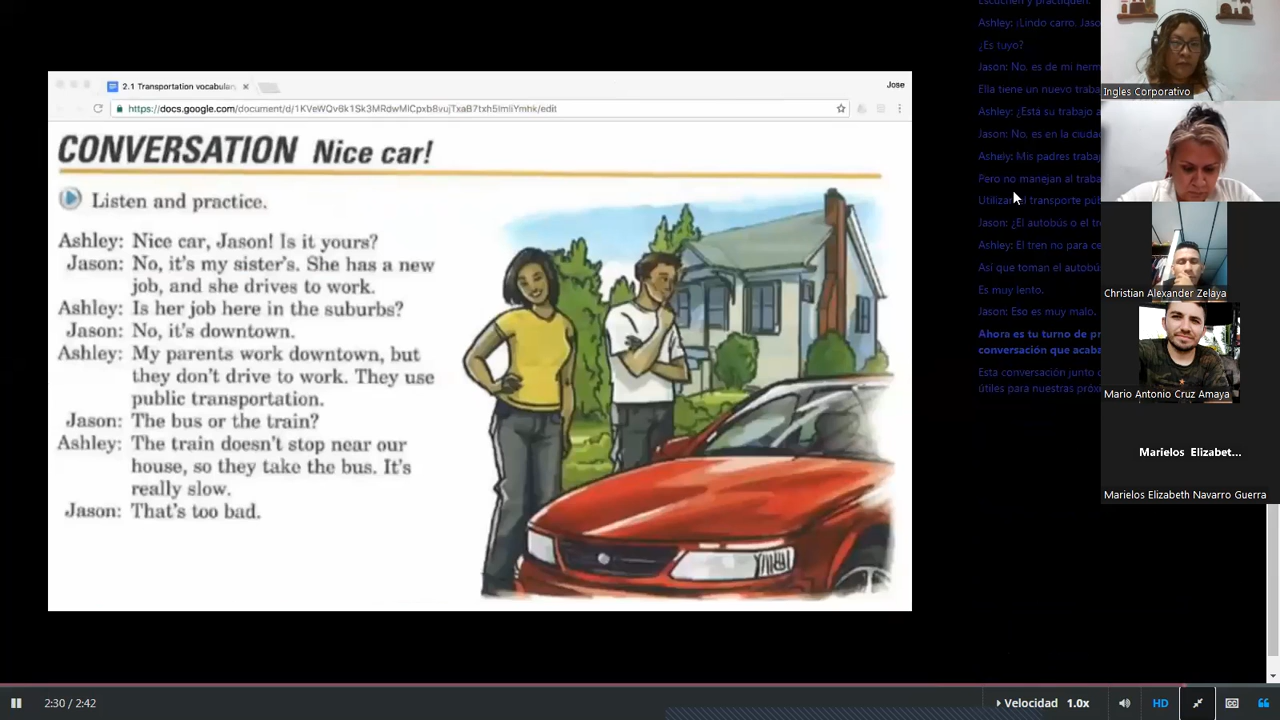 2.1 Transportation vocabular
Jose
https://docs.google.com/document/d/1KVeWQv8k1Sk3MRdwMlCpxb8vujTxaB7txh5ImliYmhk/edit
CONVERSATION Nice car!
Listen and practice.
Ashley: Nice car, Jason! Is it yours?
Jason: No, it's my sister's. She has a new
job, and she drives to work.
Ashley: Is her job here in the suburbs?
Jason: No, it's downtown.
Ashley: My parents work downtown, but
they don't drive to work. They use
public transportation.
Jason: The bus or the train?
Ashley: The train doesn't stop near our
house, so they take the bus. It's
really slow.
Jason: That's too bad.
Escuchen y practiquen.
Ashley: ¡Lindo carro, Jaso
¿Es tuyo?
Jason: No, es de mi herm
Ella tiene un nuevo traba
Ashley: ¿Está su trabajo a
Jason: No, es en la ciuda
Ashely: Mis padres trabaj
Pero no manejan al traba
Utilizan el transporte pub
Jason: ¿El autobús o el tre
Ashley: El tren no para ce
Así que toman el autobú
Es muy lento.
Jason: Eso es muy malo.
Ahora es tu turno de pr
conversación que acaba
Esta conversación junto c
útiles para nuestras próxi
Ingles Corporativo
Christian Alexander Zelaya
Mario Antonio Cruz Amaya
Marielos Elizabet...
Marielos Elizabeth Navarro Guerra
2:30 / 2:42
Velocidad 1.0x
HD